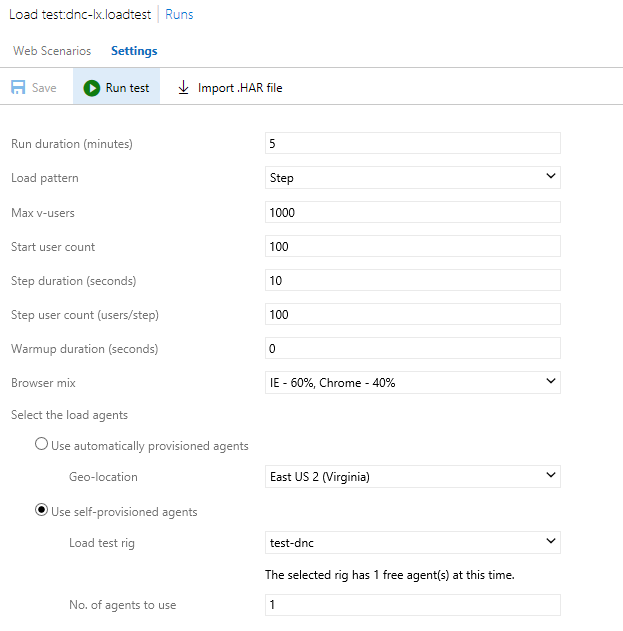 Load test:dnc-lx.loadtest Runs
Web Scenarios Settings
Save Run test Import .HAR file
Run duration (minutes) 5
Load pattern Step
Max v-users 1000
Start user count 100
Step duration (seconds) 10
Step user count (users/step) 100
Warmup duration (seconds) 0
Browser mix IE - 60%, Chrome - 40%
Select the load agents
Use automatically provisioned agents
Geo-location East US 2 (Virginia)
Use self-provisioned agents
Load test rig test-dnc
The selected rig has 1 free agent(s) at this time.
No. of agents to use 1